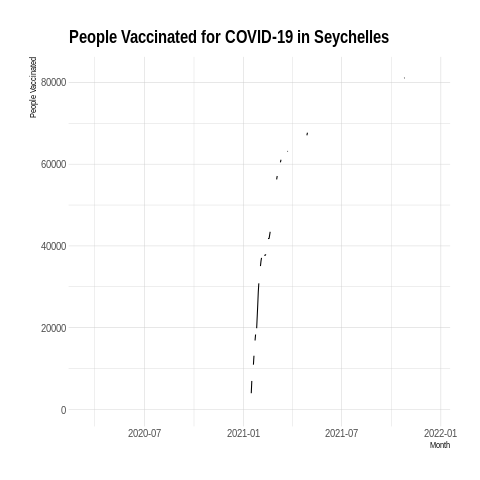 People Vaccinated for COVID-19 in Seychelles
People Vaccinated
80000
60000
40000
20000
0
2020-07 2021-01 2021-07 2022-01
Month